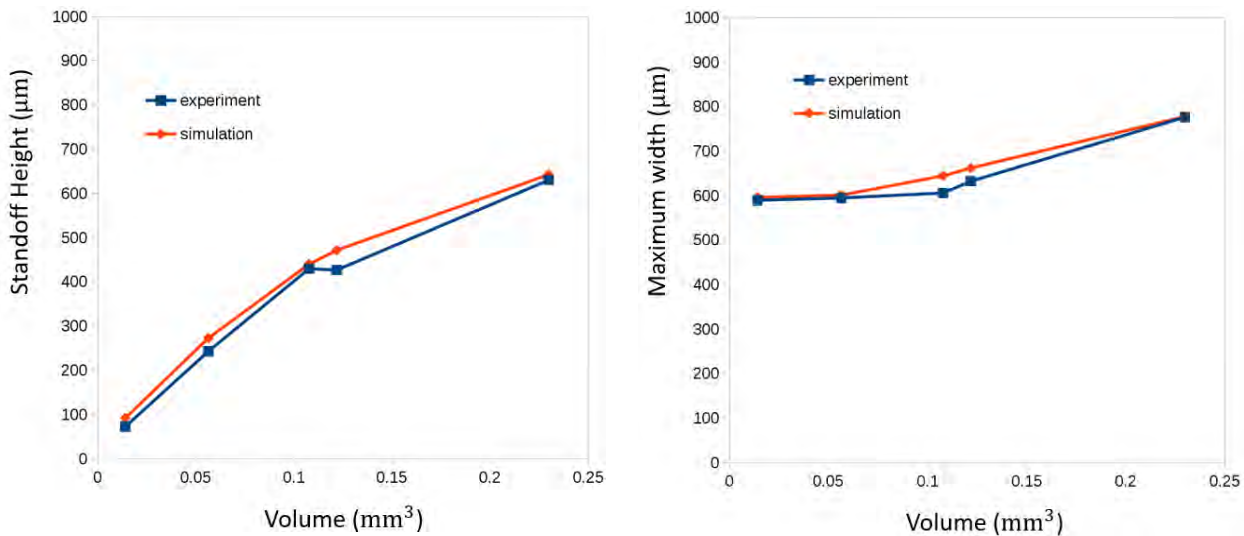 1000
900
800
700
600
500
400
300
200
100
0
Standoff Height (μm)
experiment
simulation
0 0.05 0.1 0.15 0.2 0.25
Volume (mm³)
1000
900
800
700
600
500
400
300
200
100
0
Maximum width (μm)
experiment
simulation
0 0.05 0.1 0.15 0.2 0.25
Volume (mm³)